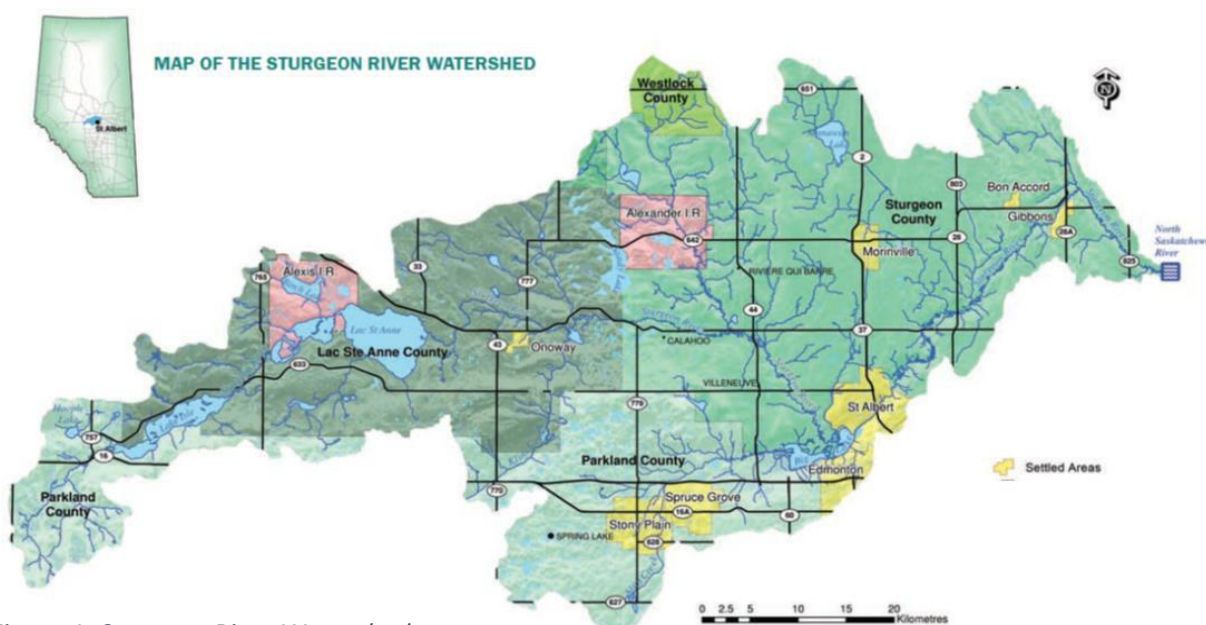 MAP OF THE STURGEON RIVER WATERSHED
St Albert
Westlock
County
651
N
2
803
Bon Accord
Alexander I.R.
Sturgeon
County
Gibbons
28A
642
28
Morinville
North
Saskatchewan
River
825
Alexis I.R.
765
33
777
RIVIERE QUI BARRE
44
Lac St Anne
Sturgeon River
37
Lac Ste Anne County
43
Onoway
CALAHOO
633
VILLENEUVE
779
St Albert
757
16
Parkland County
Big
Edmonton
Settled Areas
Parkland
County
770
Spruce Grove
16A
60
Stony Plain
SPRING LAKE
628
627
0 2.5 5 10 15 20
Kilometres